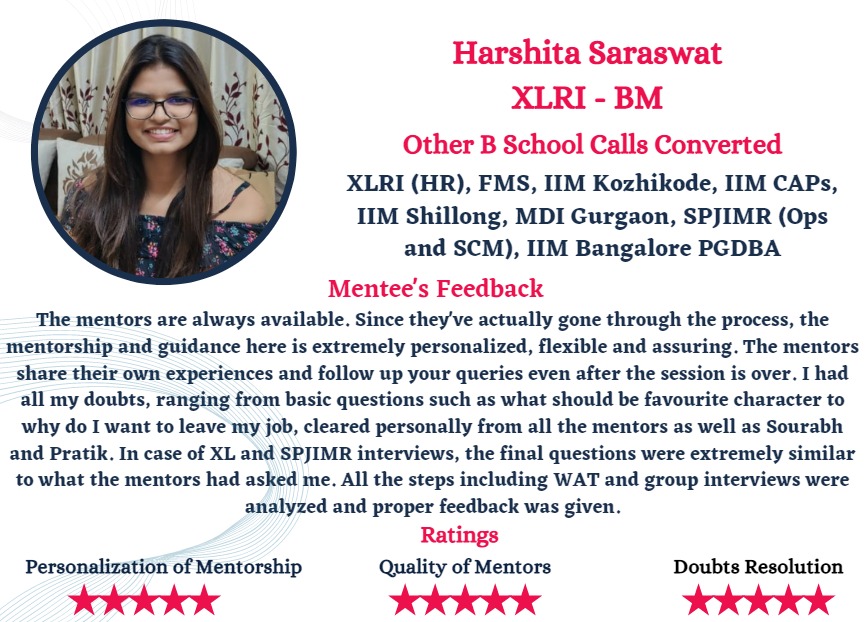 Harshita Saraswat
XLRI - BM
Other B School Calls Converted
XLRI (HR), FMS, IIM Kozhikode, IIM CAPs,
IIM Shillong, MDI Gurgaon, SPJIMR (Ops
and SCM), IIM Bangalore PGDBA
Mentee's Feedback
The mentors are always available. Since they've actually gone through the process, the
mentorship and guidance here is extremely personalized, flexible and assuring. The mentors
share their own experiences and follow up your queries even after the session is over. I had
all my doubts, ranging from basic questions such as what should be favourite character to
why do I want to leave my job, cleared personally from all the mentors as well as Sourabh
and Pratik. In case of XL and SPJIMR interviews, the final questions were extremely similar
to what the mentors had asked me. All the steps including WAT and group interviews were
analyzed and proper feedback was given.
Ratings
Personalization of Mentorship
Quality of Mentors
Doubts Resolution